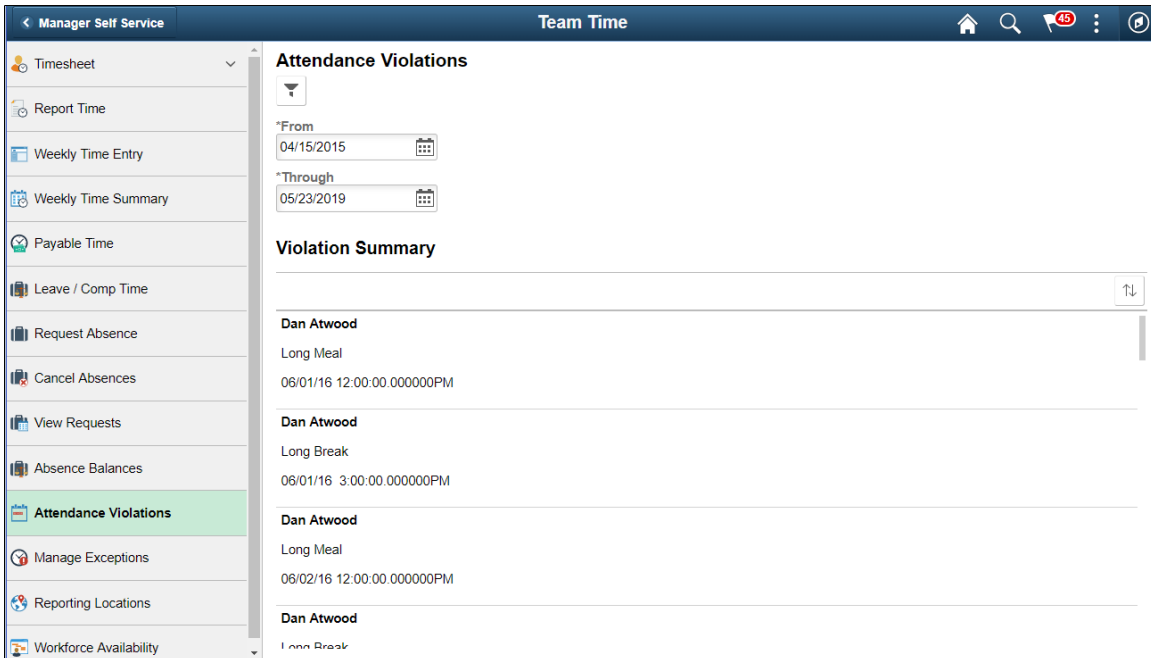 Manager Self Service
Team Time
45
Timesheet
Report Time
Weekly Time Entry
Weekly Time Summary
Payable Time
Leave / Comp Time
Request Absence
Cancel Absences
View Requests
Absence Balances
Attendance Violations
Manage Exceptions
Reporting Locations
Workforce Availability
Attendance Violations
*From
04/15/2015
*Through
05/23/2019
Violation Summary
Dan Atwood
Long Meal
06/01/16 12:00:00.000000PM
Dan Atwood
Long Break
06/01/16  3:00:00.000000PM
Dan Atwood
Long Meal
06/02/16 12:00:00.000000PM
Dan Atwood
Long Break